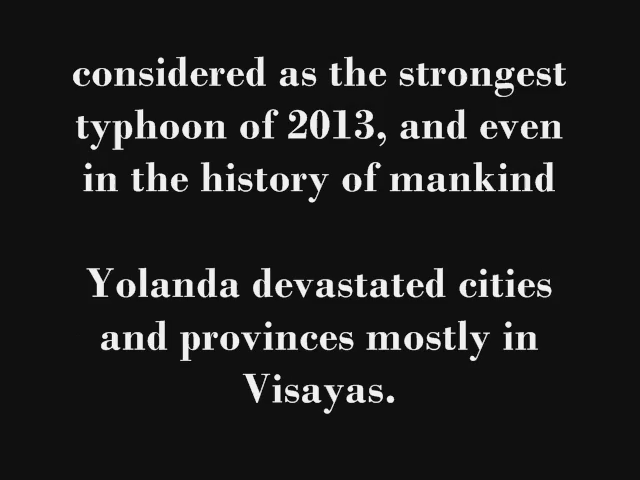 considered as the strongest
typhoon of 2013, and even
in the history of mankind
Yolanda devastated cities
and provinces mostly in
Visayas.